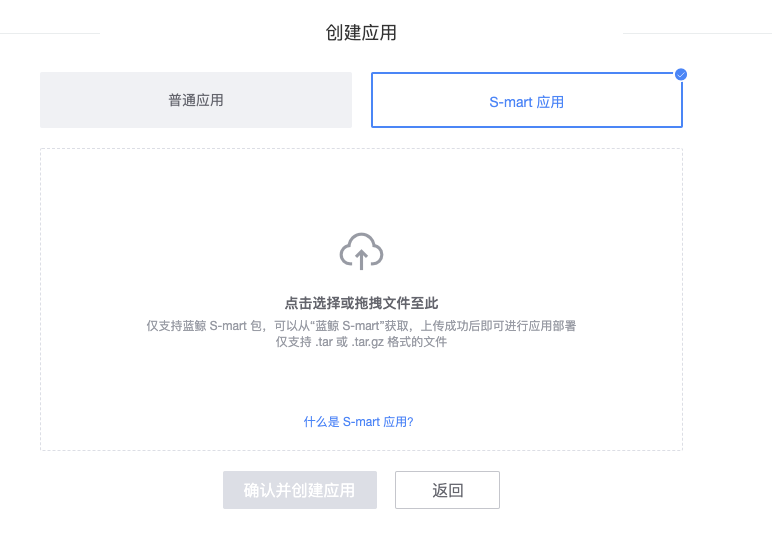 创建应用
普通应用
S-mart 应用
点击选择或拖拽文件至此
仅支持蓝鲸 S-mart 包，可以从“蓝鲸 S-mart”获取，上传成功后即可进行应用部署
仅支持 .tar 或 .tar.gz 格式的文件
什么是 S-mart 应用?
确认并创建应用
返回